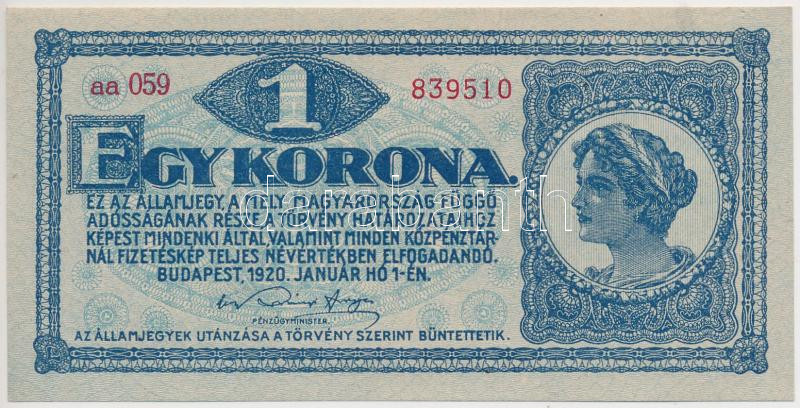 aa 059
1
839510
EGY KORONA.
EZ AZ ÁLLAMJEGY, A MELY MAGYARORSZÁG FÜGGŐ
ADÓSSÁGÁNAK RÉSZE A TÖRVÉNY HATÁROZATAIHOZ
KÉPEST MINDENKI ÁLTAL, VALAMINT MINDEN KÖZPÉNZTÁR-
NÁL FIZETÉSKÉP TELJES NÉVÉRTÉKBEN ELFOGADANDÓ.
BUDAPEST, 1920. JANUÁR HÓ 1-ÉN.
PÉNZÜGYMINISTER.
AZ ÁLLAMJEGYEK UTÁNZÁSA A TÖRVÉNY SZERINT BÜNTETTETIK.
darabanth